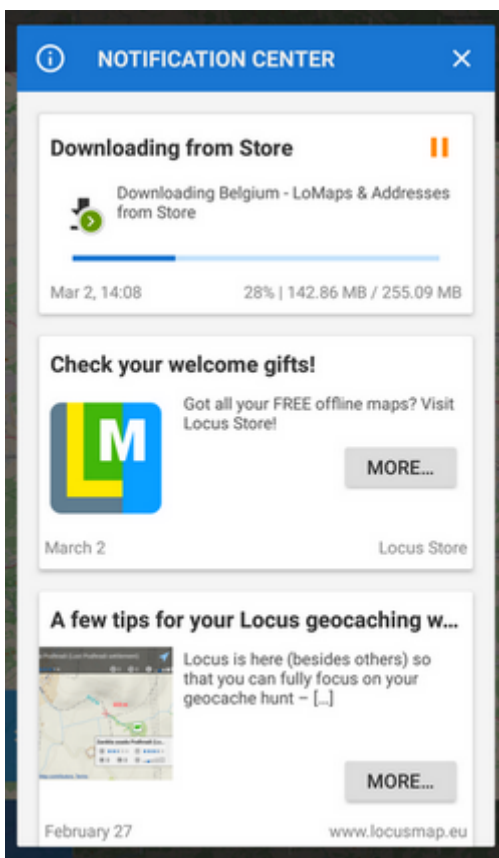 NOTIFICATION CENTER
Downloading from Store
Downloading Belgium - LoMaps & Addresses
from Store
Mar 2, 14:08
28% | 142.86 MB / 255.09 MB
Check your welcome gifts!
LM
Got all your FREE offline maps? Visit
Locus Store!
MORE...
March 2
Locus Store
A few tips for your Locus geocaching w...
Locus is here (besides others) so
that you can fully focus on your
geocache hunt – [...]
MORE...
February 27
www.locusmap.eu